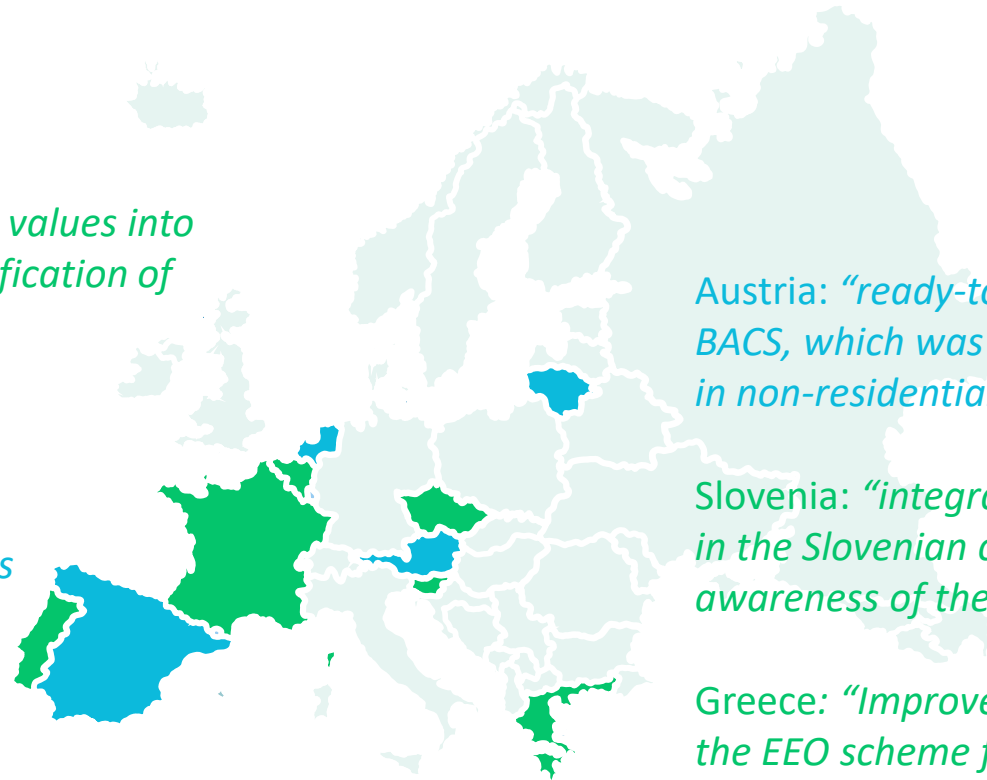 values into
fication of
s
Austria: “ready-to
BACS, which was
in non-residentia
Slovenia: “integra
in the Slovenian
awareness of the
Greece: “Improve
the EEO scheme f